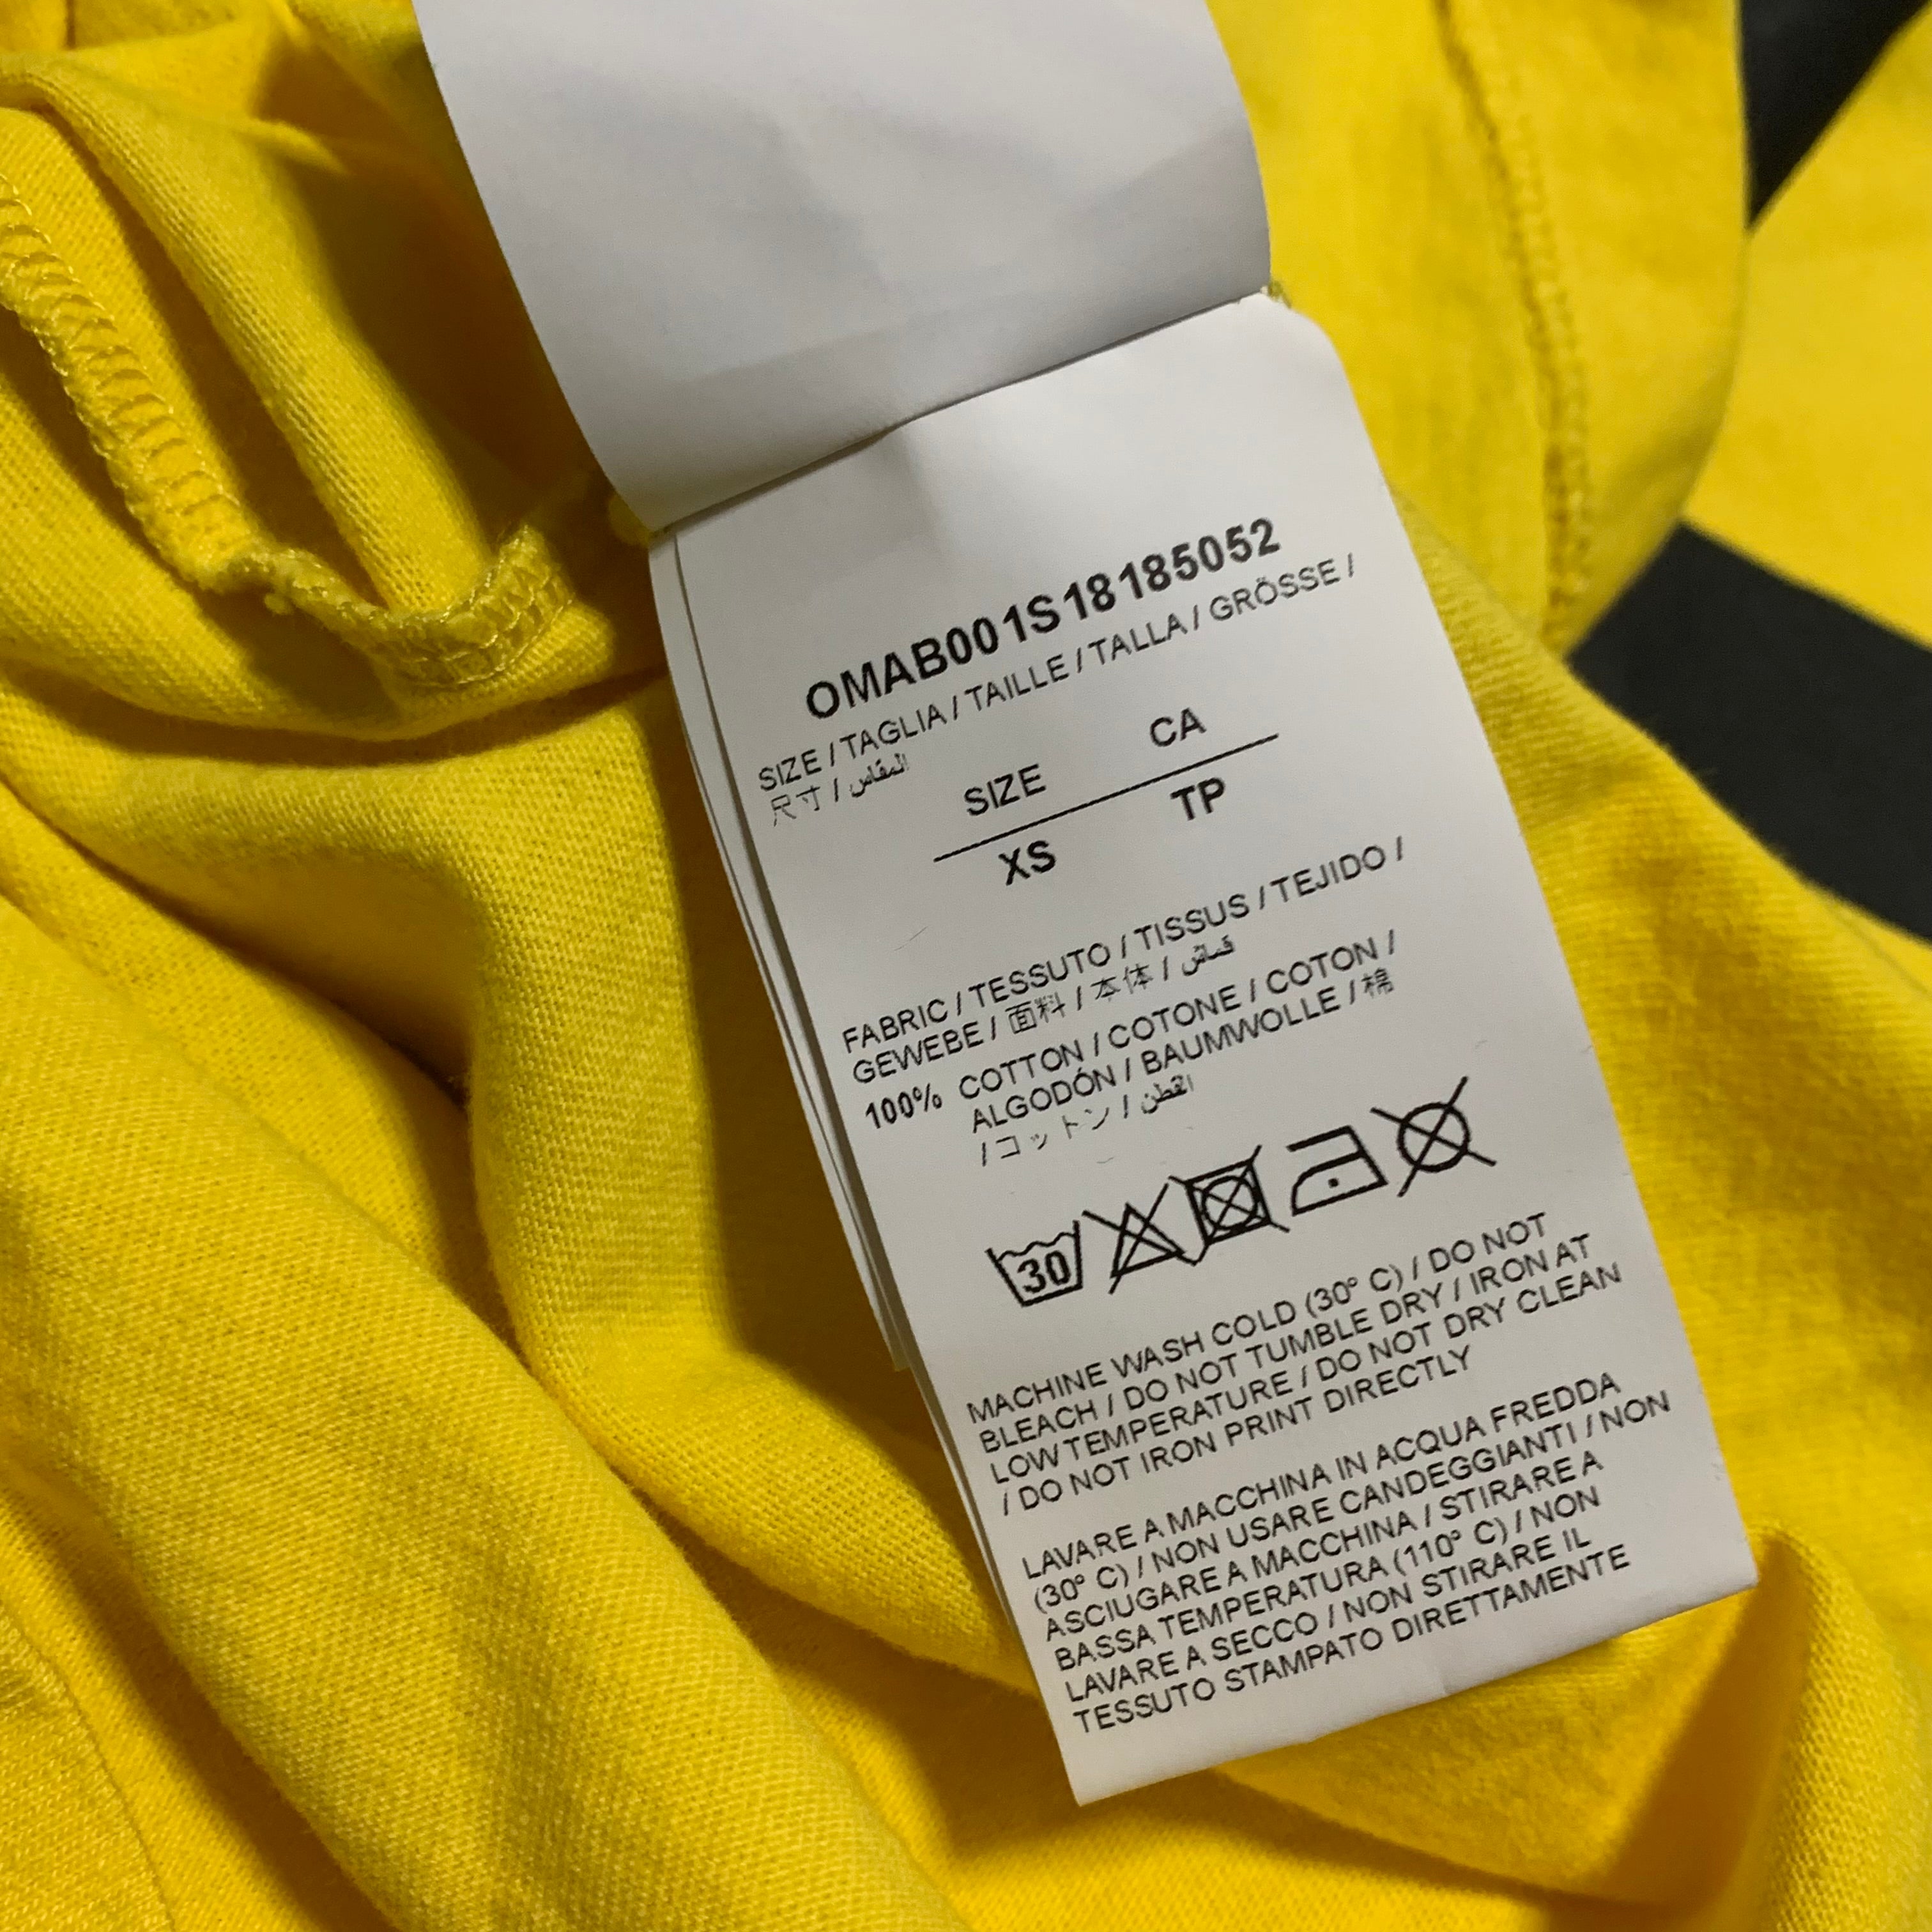 OMAB001S18185052
SIZE / TAGLIA / TAILLE / TALLA / GRÖSSE /
尺寸 / المقاس
SIZE CA
XS TP
FABRIC / TESSUTO / TISSUS / TEJIDO /
GEWEBE / 面料 / 本体 / قماش
100% COTTON / COTONE / COTON /
ALGODÓN / BAUMWOLLE / 棉
/ コットン / القطن
30
MACHINE WASH COLD (30° C) / DO NOT
BLEACH / DO NOT TUMBLE DRY / IRON AT
LOW TEMPERATURE / DO NOT DRY CLEAN
/ DO NOT IRON PRINT DIRECTLY
LAVARE A MACCHINA IN ACQUA FREDDA
(30° C) / NON USARE CANDEGGIANTI / NON
ASCIUGARE A MACCHINA / STIRARE A
BASSA TEMPERATURA (110° C) / NON
LAVARE A SECCO / NON STIRARE IL
TESSUTO STAMPATO DIRETTAMENTE